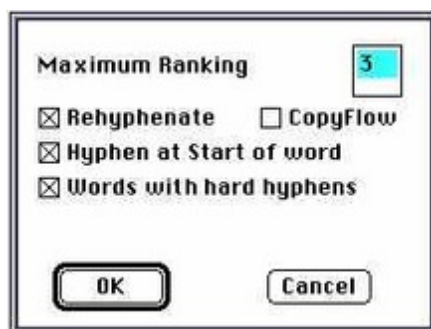 Maximum Ranking 3
Rehyphenate CopyFlow
Hyphen at Start of word
Words with hard hyphens
OK Cancel